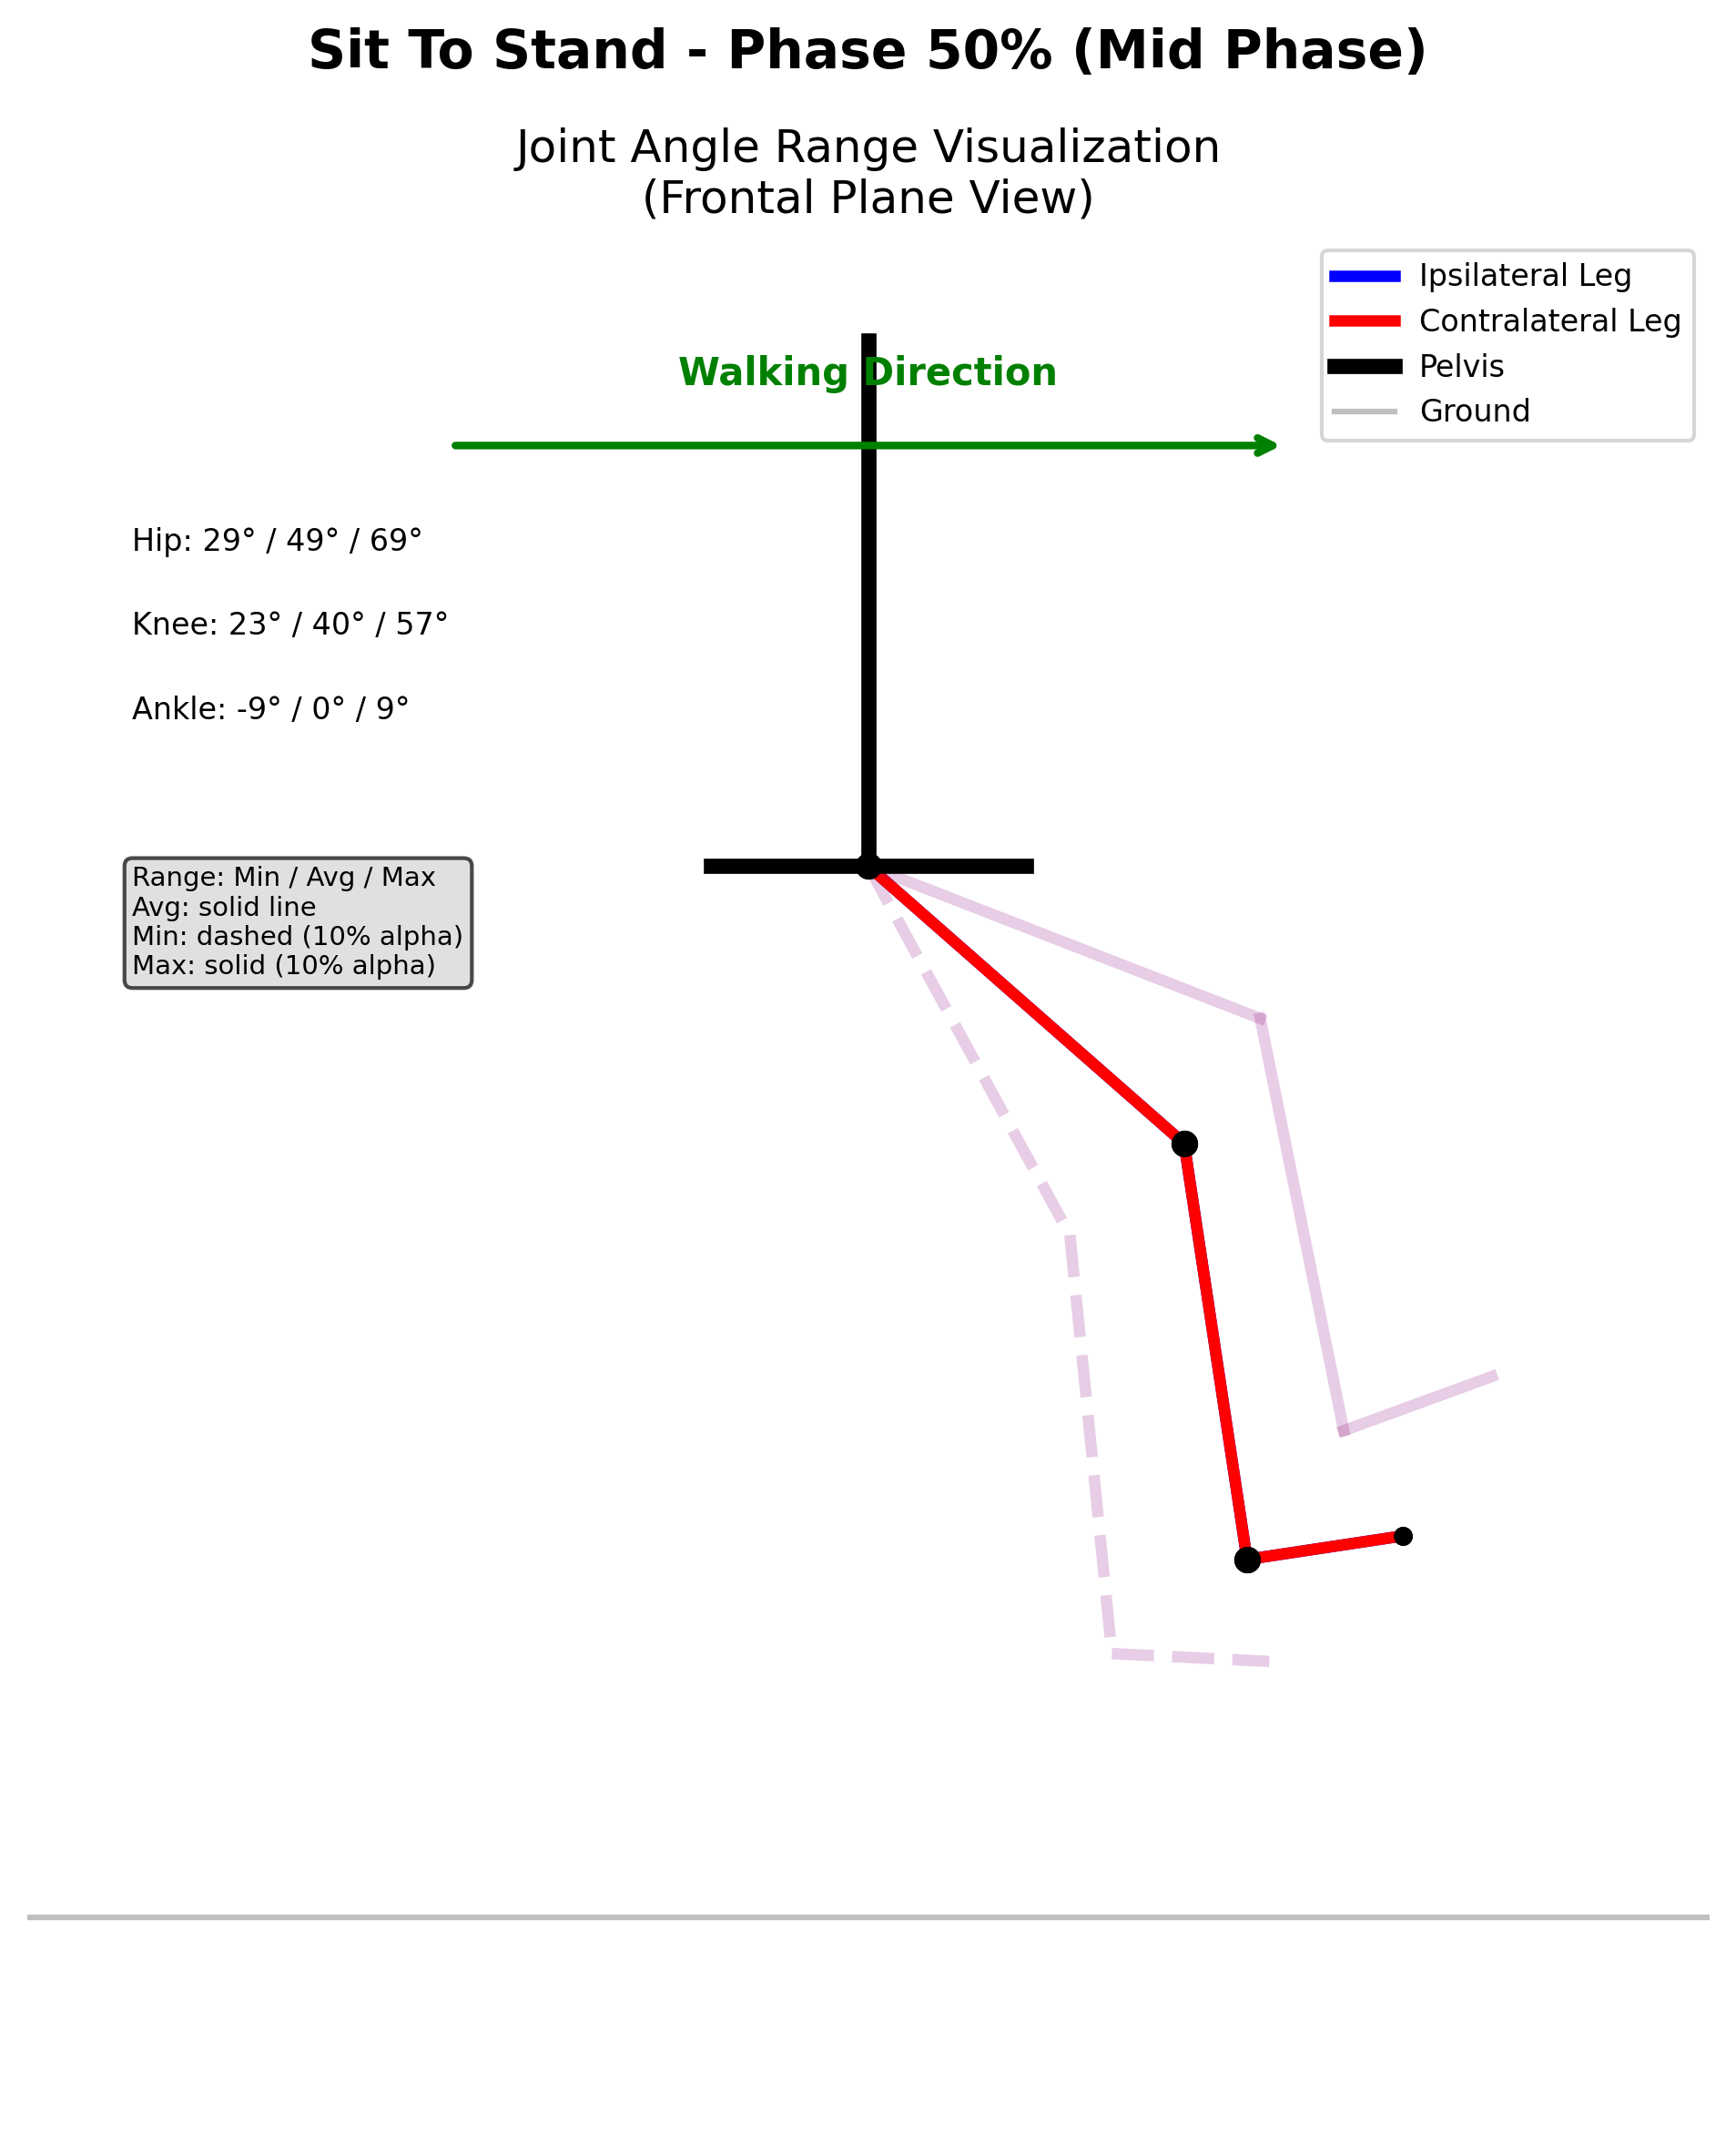 Sit To Stand - Phase 50% (Mid Phase)
Joint Angle Range Visualization
(Frontal Plane View)
Ipsilateral Leg
Contralateral Leg
Pelvis
Ground
Walking Direction
Hip: 29° / 49° / 69°
Knee: 23° / 40° / 57°
Ankle: -9° / 0° / 9°
Range: Min / Avg / Max
Avg: solid line
Min: dashed (10% alpha)
Max: solid (10% alpha)